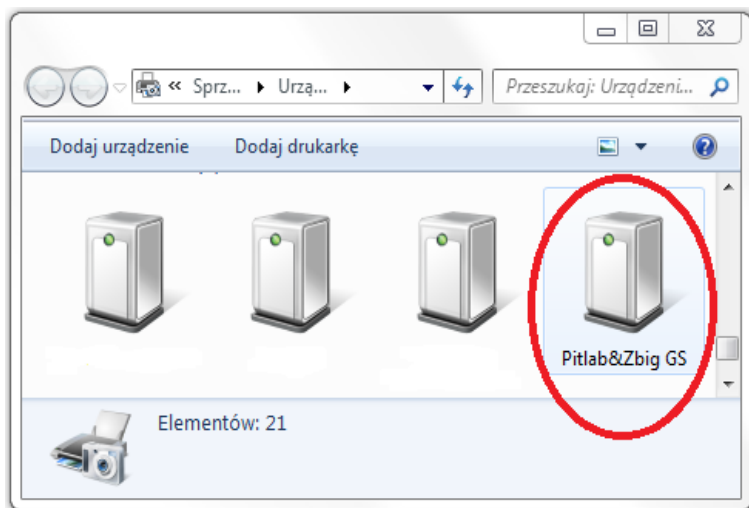 « Sprz... Urzą... Przeszukaj: Urządzeni...
Dodaj urządzenie Dodaj drukarkę
Pitlab&Zbig GS
Elementów: 21